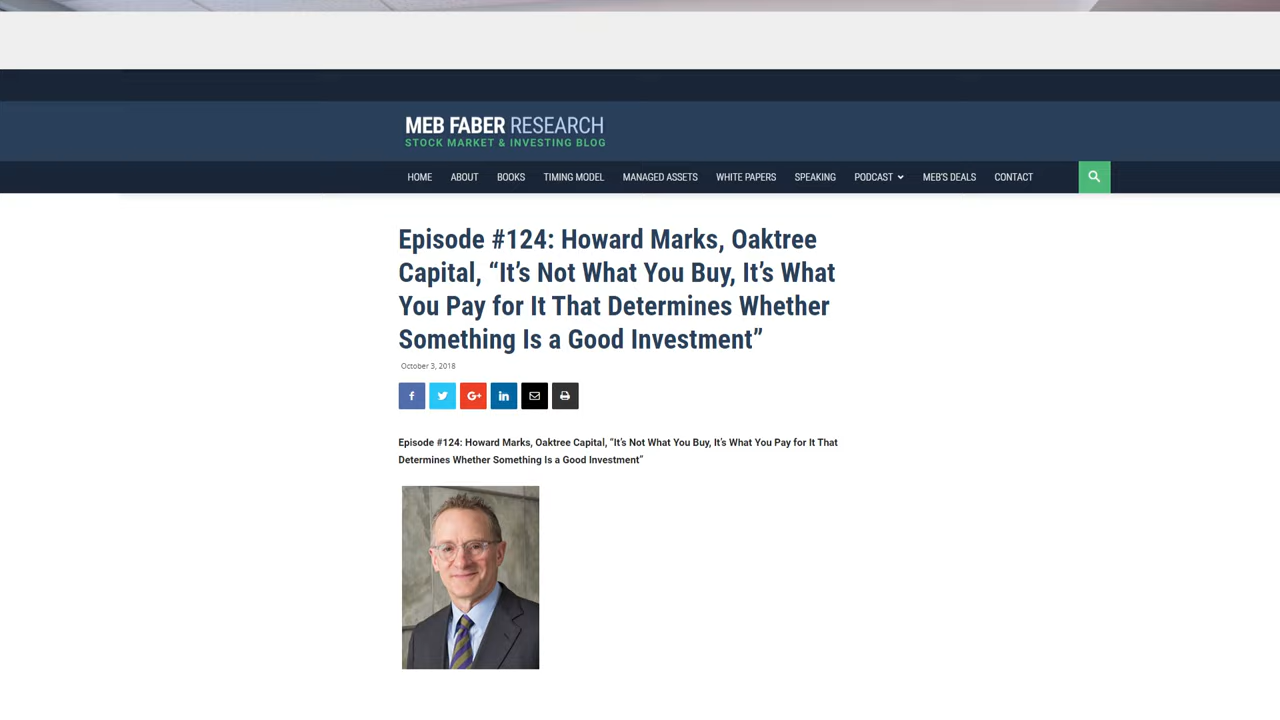 MEB FABER RESEARCH
STOCK MARKET & INVESTING BLOG
HOME ABOUT BOOKS TIMING MODEL MANAGED ASSETS WHITE PAPERS SPEAKING PODCAST MEB'S DEALS CONTACT
Episode #124: Howard Marks, Oaktree
Capital, “It’s Not What You Buy, It’s What
You Pay for It That Determines Whether
Something Is a Good Investment”
October 3, 2018
f G+ in
Episode #124: Howard Marks, Oaktree Capital, “It’s Not What You Buy, It’s What You Pay for It That
Determines Whether Something Is a Good Investment”